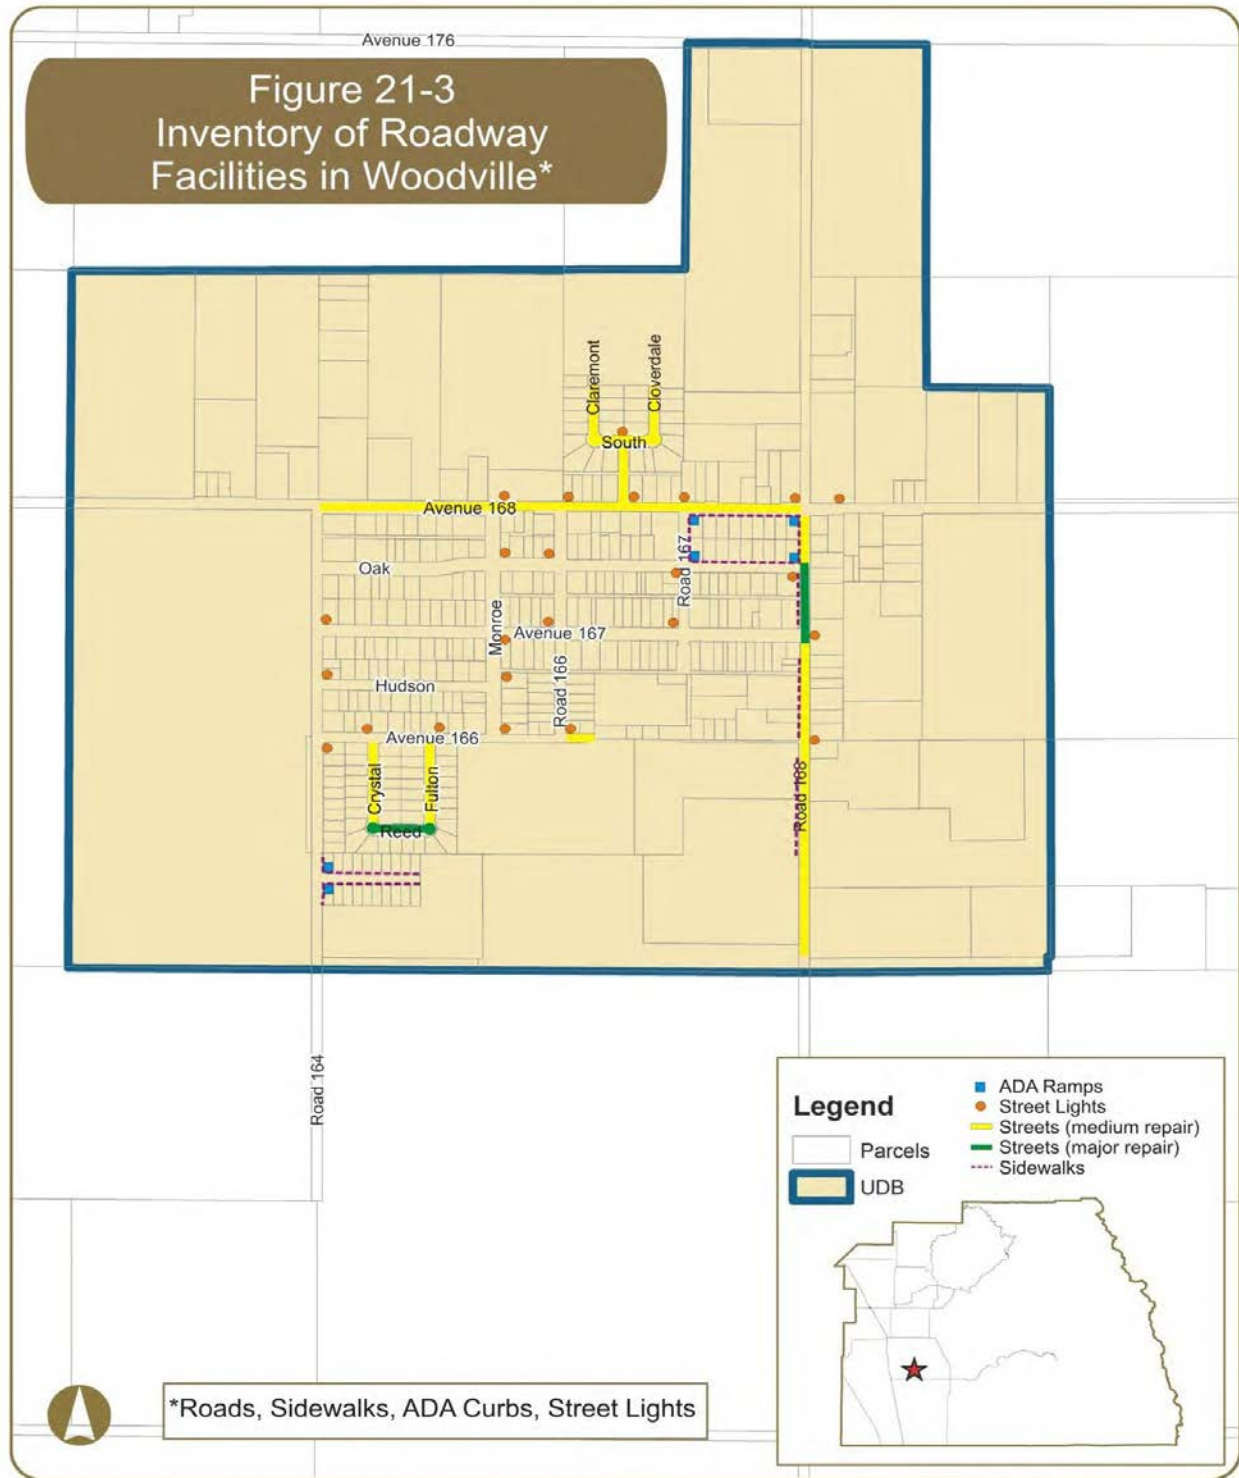 Avenue 176
Figure 21-3
Inventory of Roadway
Facilities in Woodville*
Claremont
Cloverdale
South
Avenue 168
Oak
Road 167
Monroe
Avenue 167
Road 166
Hudson
Avenue 166
Crystal
Fulton
Reed
Road 168
Road 164
Legend
Parcels
UDB
ADA Ramps
Street Lights
Streets (medium repair)
Streets (major repair)
Sidewalks
*Roads, Sidewalks, ADA Curbs, Street Lights